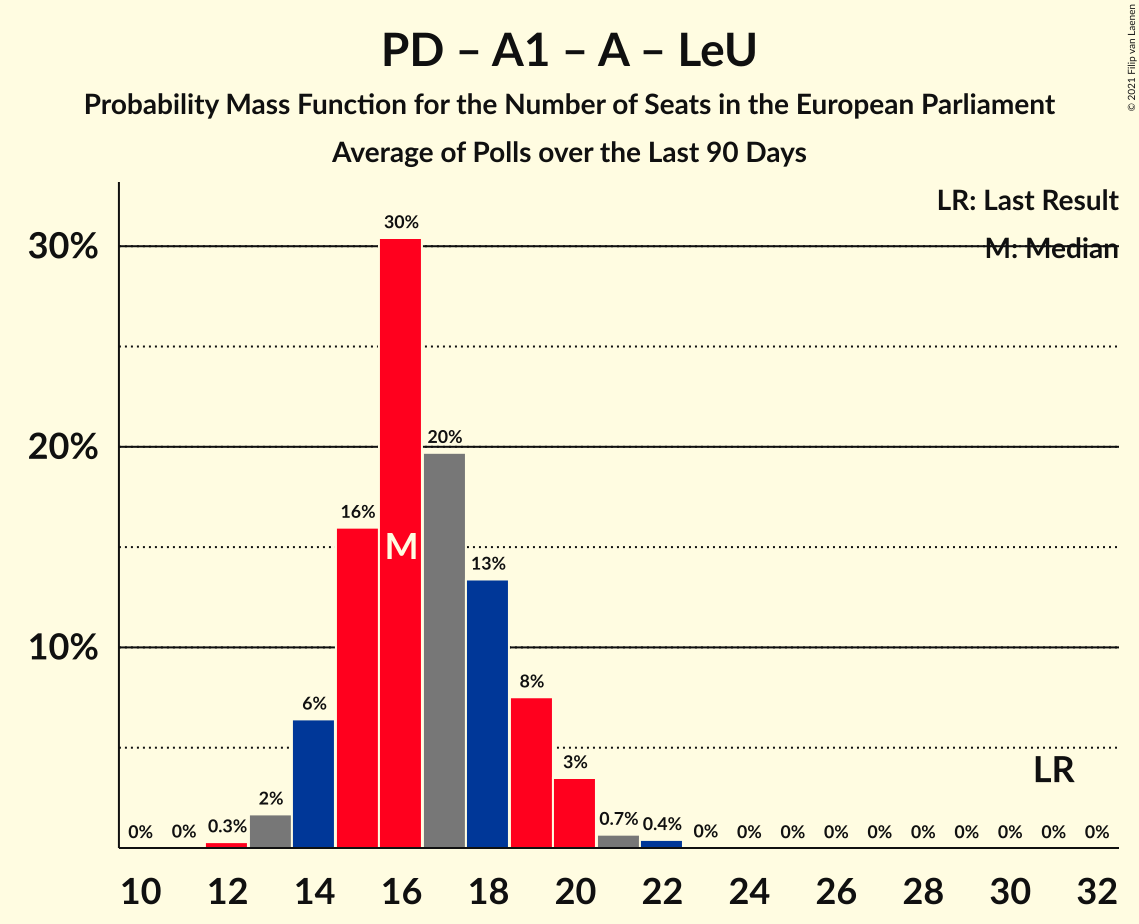 PD – A1 – A – LeU
Probability Mass Function for the Number of Seats in the European Parliament
Average of Polls over the Last 90 Days
© 2021 Filip van Laenen
LR: Last Result
M: Median
30%
20%
10%
0% 0% 0.3% 2% 6% 16% 30% 20% 13% 8% 3% 0.7% 0.4% 0% 0% 0% 0% 0% 0% 0% 0% 0% 0%
M
LR
10 12 14 16 18 20 22 24 26 28 30 32